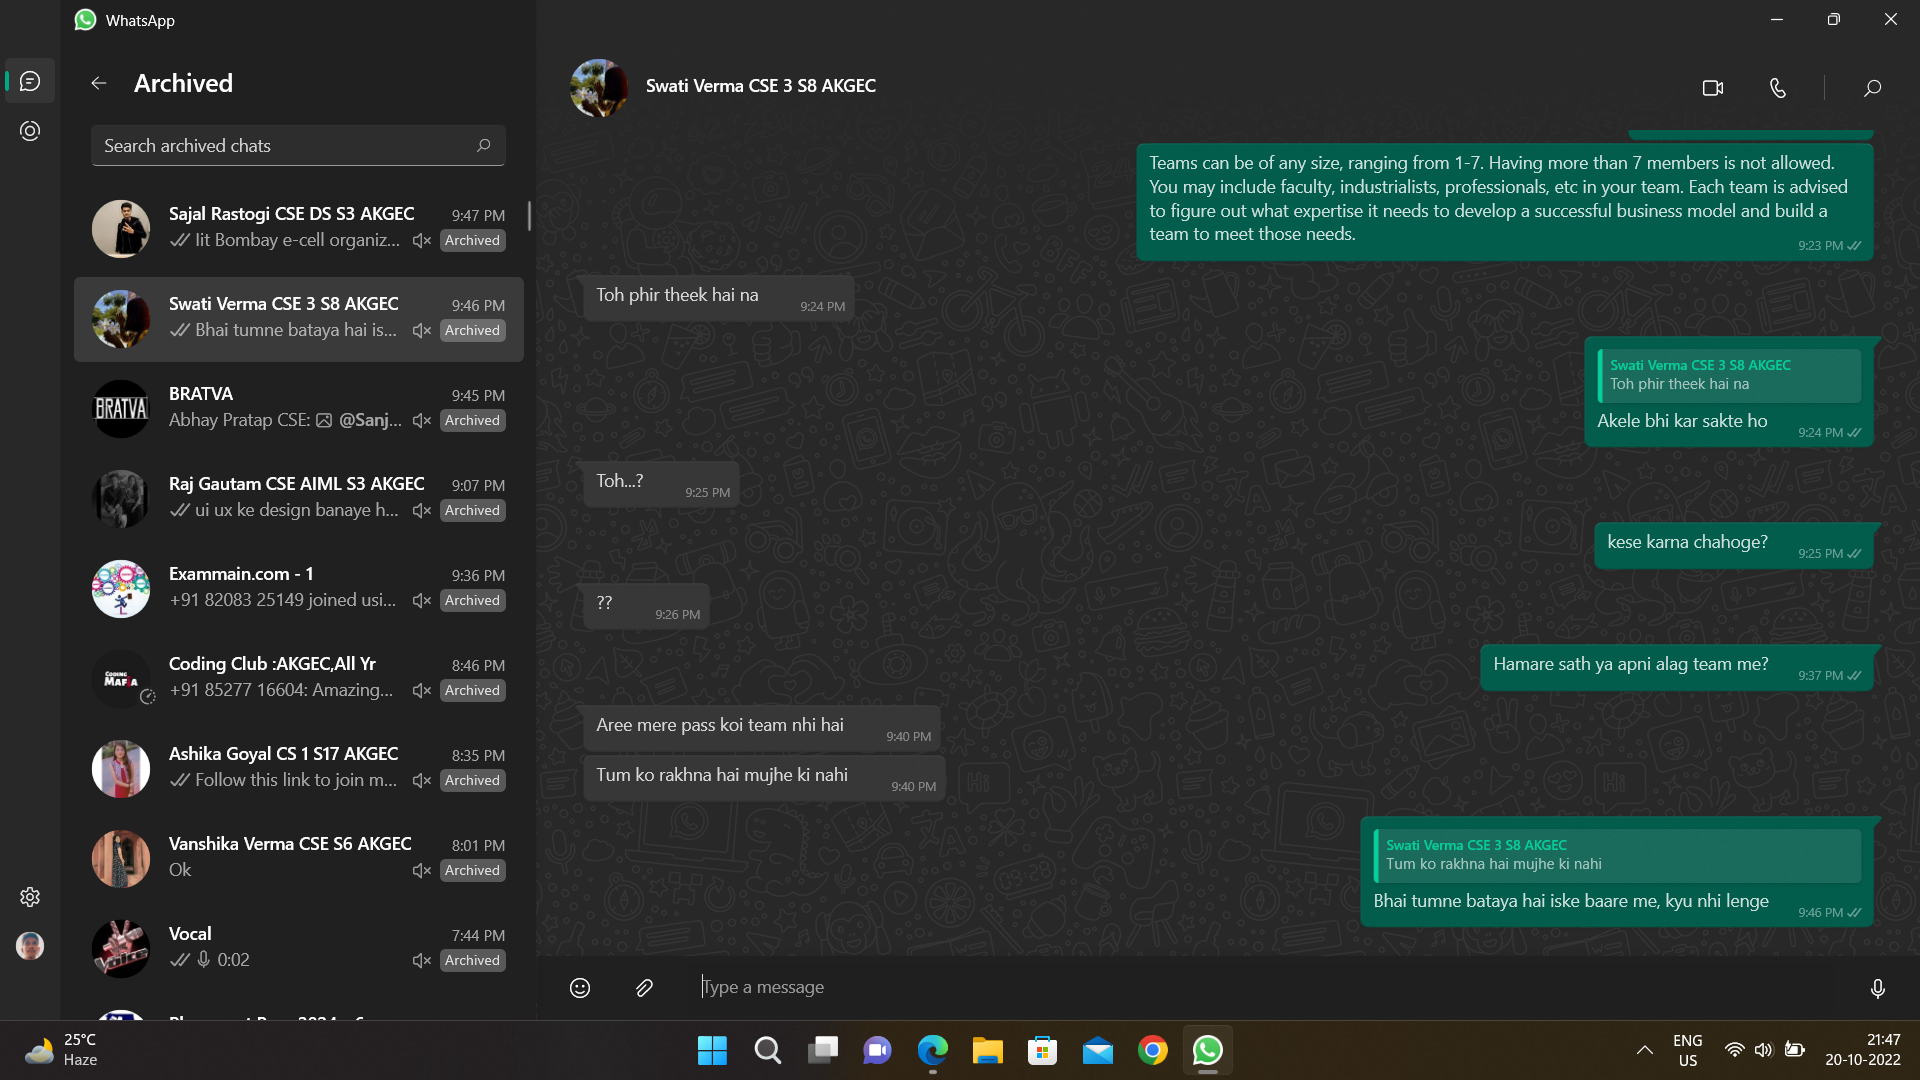 WhatsApp
Archived
Search archived chats
Sajal Rastogi CSE DS S3 AKGEC
9:47 PM
Iit Bombay e-cell organiz...
Archived
Swati Verma CSE 3 S8 AKGEC
9:46 PM
Bhai tumne bataya hai is...
Archived
BRATVA
BRATVA
9:45 PM
Abhay Pratap CSE: @Sanj...
Archived
Raj Gautam CSE AIML S3 AKGEC
9:07 PM
ui ux ke design banaye h...
Archived
Exammain.com - 1
9:36 PM
+91 82083 25149 joined usi...
Archived
CODING
MAFIA
Coding Club :AKGEC,All Yr
8:46 PM
+91 85277 16604: Amazing...
Archived
Ashika Goyal CS 1 S17 AKGEC
8:35 PM
Follow this link to join m...
Archived
Vanshika Verma CSE S6 AKGEC
8:01 PM
Ok
Archived
Vocal
7:44 PM
0:02
Archived
Swati Verma CSE 3 S8 AKGEC
Teams can be of any size, ranging from 1-7. Having more than 7 members is not allowed.
You may include faculty, industrialists, professionals, etc in your team. Each team is advised
to figure out what expertise it needs to develop a successful business model and build a
team to meet those needs.
9:23 PM
Toh phir theek hai na
9:24 PM
Swati Verma CSE 3 S8 AKGEC
Toh phir theek hai na
Akele bhi kar sakte ho
9:24 PM
Toh...?
9:25 PM
kese karna chahoge?
9:25 PM
??
9:26 PM
Hamare sath ya apni alag team me?
9:37 PM
Aree mere pass koi team nhi hai
9:40 PM
Tum ko rakhna hai mujhe ki nahi
9:40 PM
Swati Verma CSE 3 S8 AKGEC
Tum ko rakhna hai mujhe ki nahi
Bhai tumne bataya hai iske baare me, kyu nhi lenge
9:46 PM
Type a message
25°C
Haze
ENG
US
21:47
20-10-2022